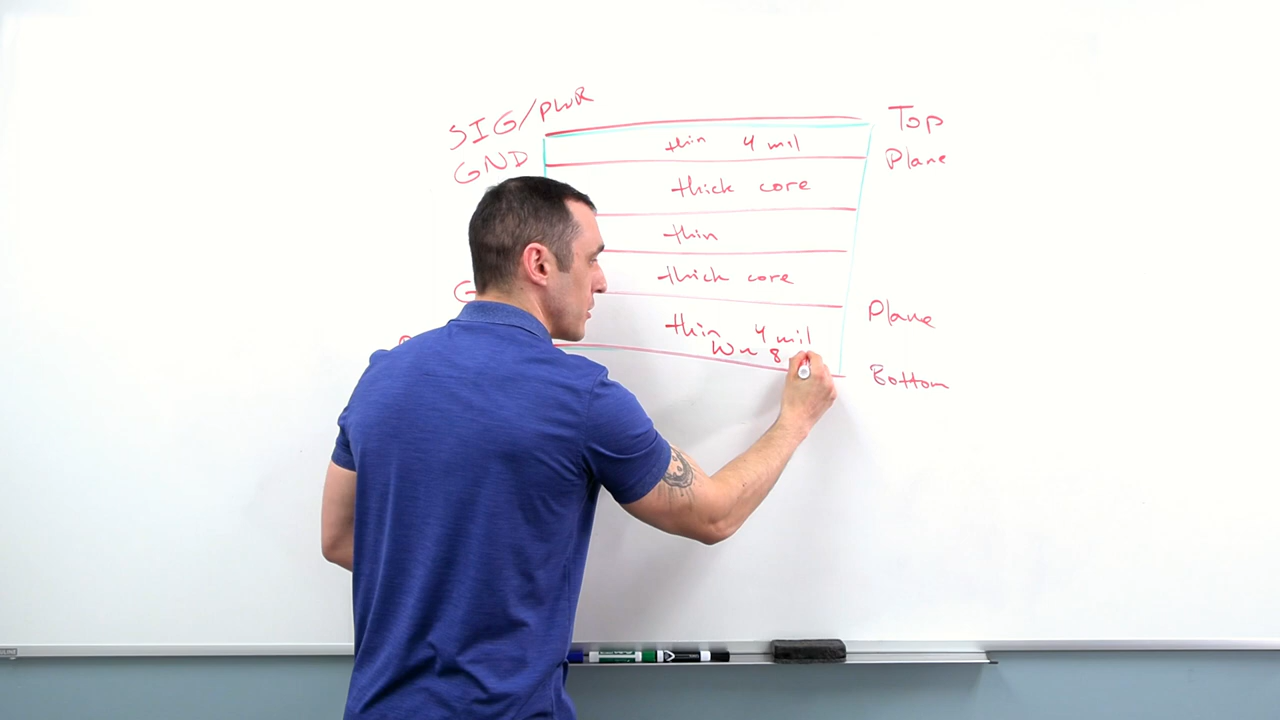 SIG/PWR
Top
thin 4 mil
GND
Plane
thick core
thin
thick core
G
Plane
thin 4 mil
W ~ 8
Bottom